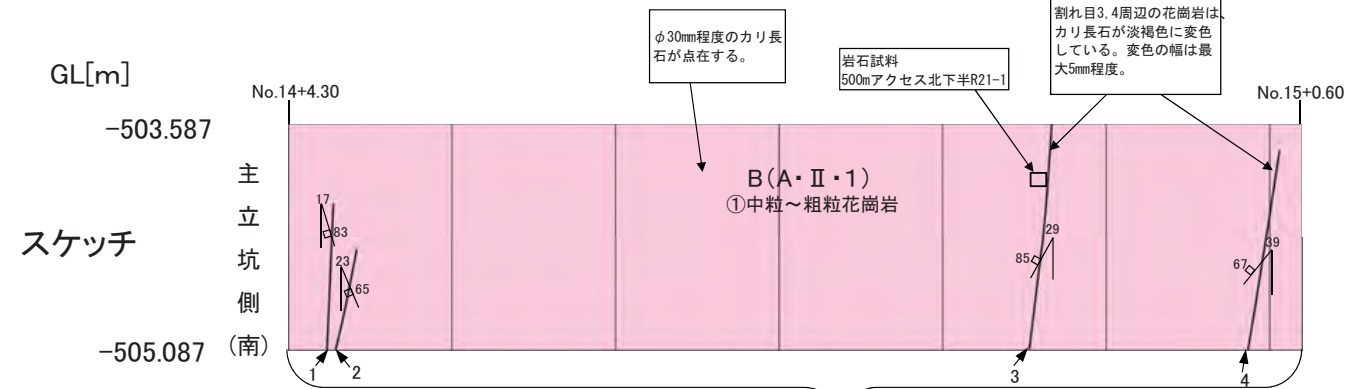 GL[m]
-503.587
-505.087
スケッチ
主立坑側
(南)
No.14+4.30
No.15+0.60
φ30mm程度のカリ長
石が点在する。
岩石試料
500mアクセス北下半R21-1
割れ目3,4周辺の花崗岩は、
カリ長石が淡褐色に変色
している。変色の幅は最
大5mm程度。
B(A・Ⅱ・1)
①中粒～粗粒花崗岩
17
83
23
65
29
85
39
67
1
2
3
4